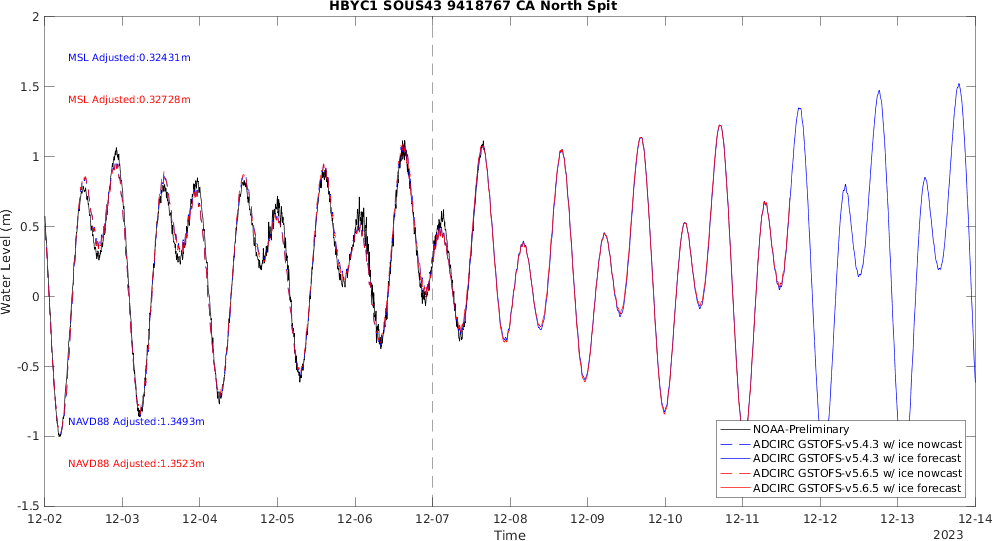 HBYC1 SOUS43 9418767 CA North Spit
MSL Adjusted:0.32431m
MSL Adjusted:0.32728m
NAVD88 Adjusted:1.3493m
NAVD88 Adjusted:1.3523m
Water Level (m)
2
1.5
1
0.5
0
-0.5
-1
-1.5
NOAA-Preliminary
ADCIRC GSTOFS-v5.4.3 w/ ice nowcast
ADCIRC GSTOFS-v5.4.3 w/ ice forecast
ADCIRC GSTOFS-v5.6.5 w/ ice nowcast
ADCIRC GSTOFS-v5.6.5 w/ ice forecast
12-02 12-03 12-04 12-05 12-06 12-07 12-08 12-09 12-10 12-11 12-12 12-13 12-14
Time
2023